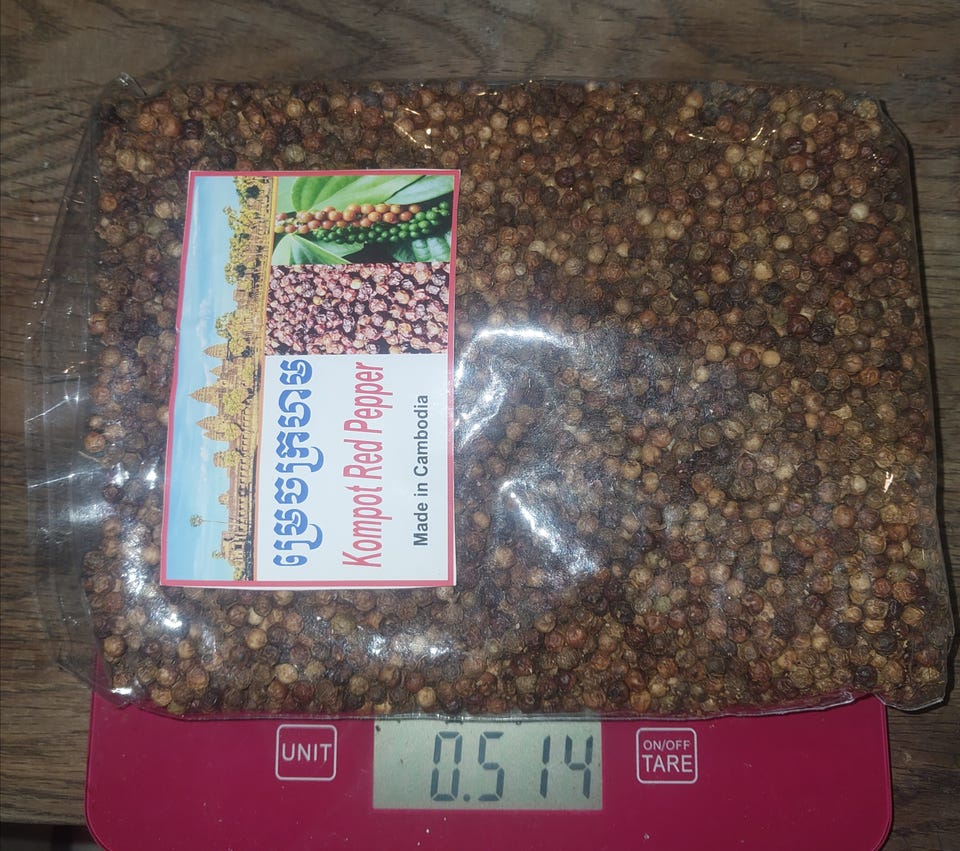 ម្រេចក្រហម
Kompot Red Pepper
Made in Cambodia
UNIT
0.514
ON/OFF
TARE